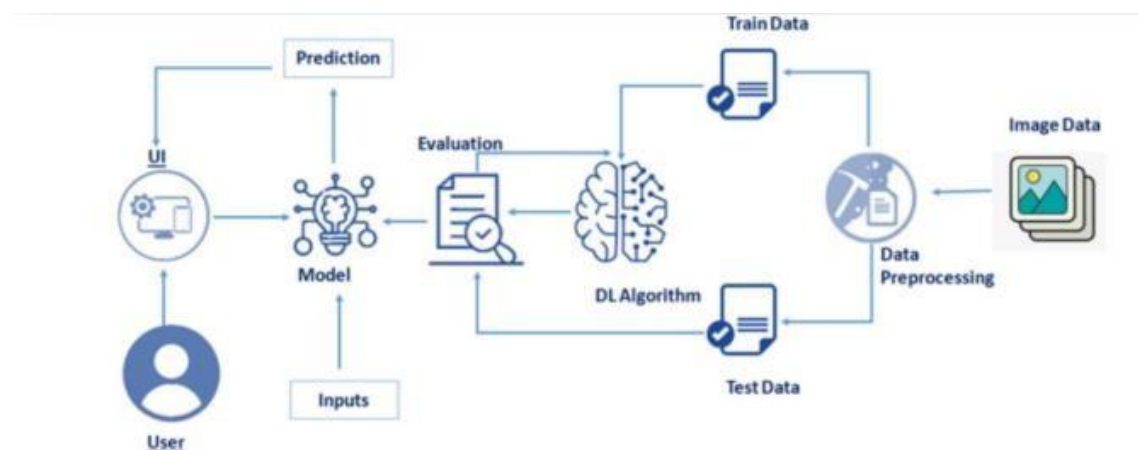 Train Data
Prediction
Image Data
Evaluation
UI
Data
Preprocessing
Model
DL Algorithm
Inputs
Test Data
User